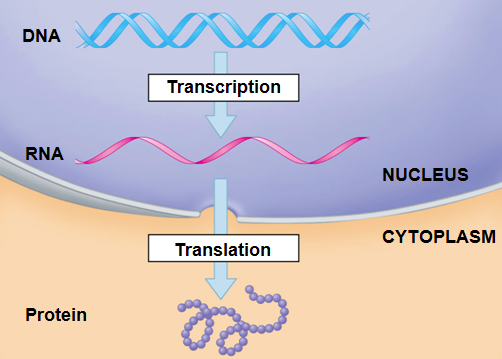 DNA
Transcription
RNA
NUCLEUS
CYTOPLASM
Translation
Protein